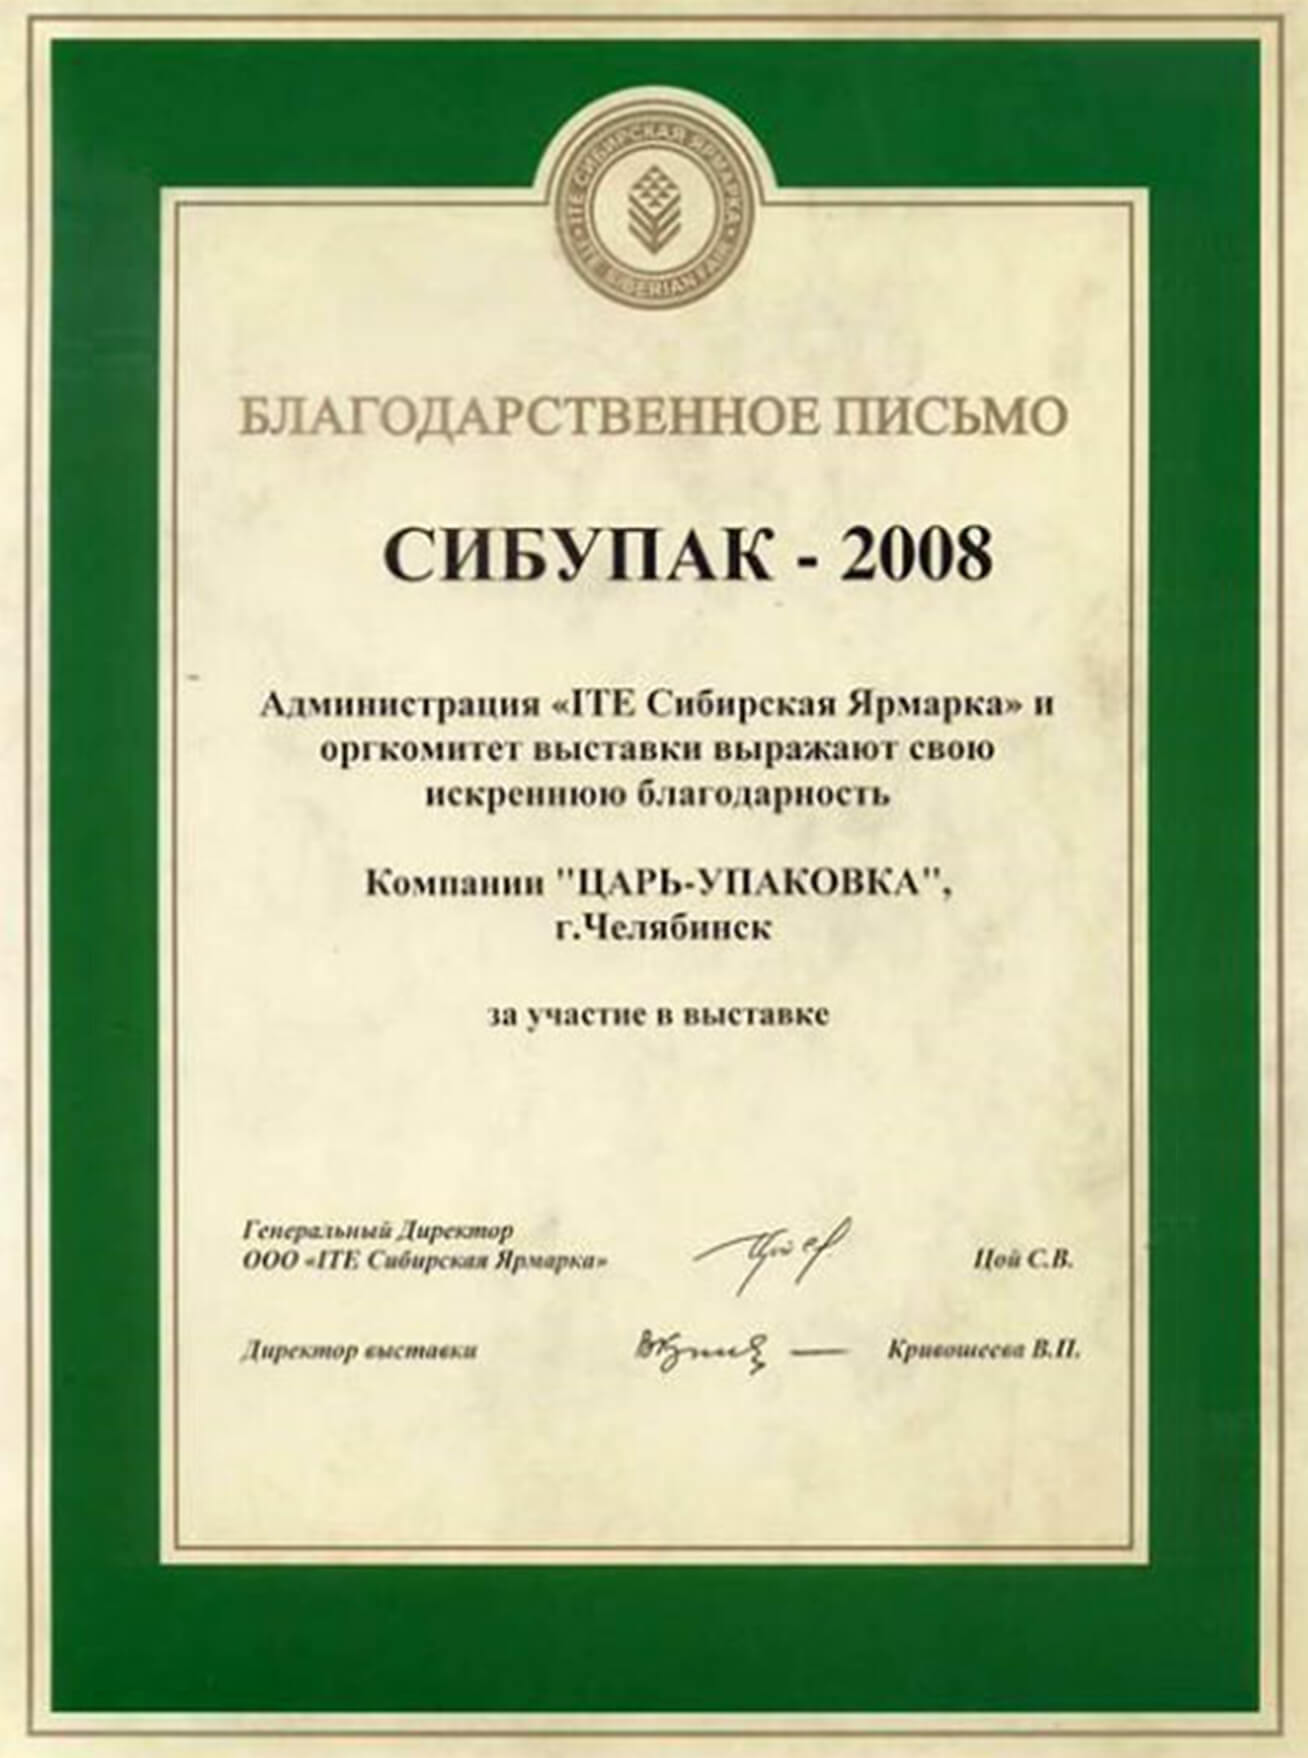 ITE СИБИРСКАЯ ЯРМАРКА
ITE SIBERIAN FAIR
БЛАГОДАРСТВЕННОЕ ПИСЬМО
СИБУПАК - 2008
Администрация «ITE Сибирская Ярмарка» и
оргкомитет выставки выражают свою
искреннюю благодарность
Компании "ЦАРЬ-УПАКОВКА",
г.Челябинск
за участие в выставке
Генеральный Директор
ООО «ITE Сибирская Ярмарка»
Цой С.В.
Директор выставки
Кривошеева В.П.